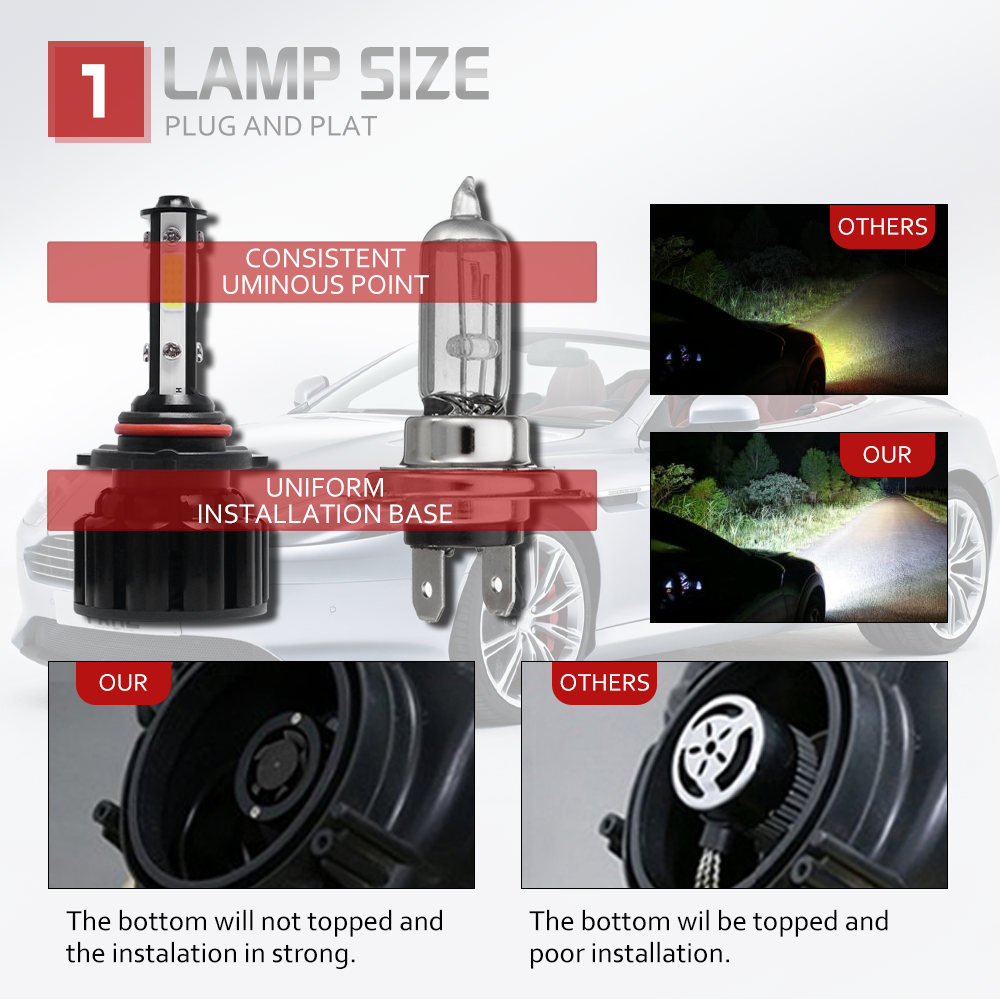 1
LAMP SIZE
PLUG AND PLAT
CONSISTENT
UMINOUS POINT
OTHERS
OUR
UNIFORM
INSTALLATION BASE
H
OUR
OTHERS
The bottom will not topped and
the instalation in strong.
The bottom wil be topped and
poor installation.